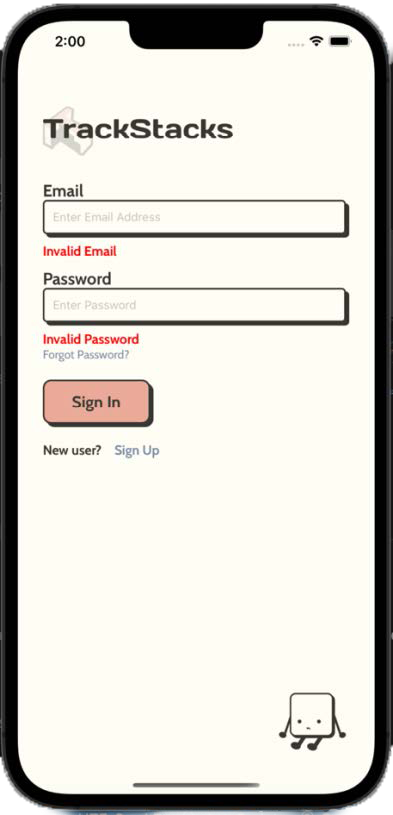 2:00
TrackStacks
Email
Enter Email Address
Invalid Email
Password
Enter Password
Invalid Password
Forgot Password?
Sign In
New user? Sign Up